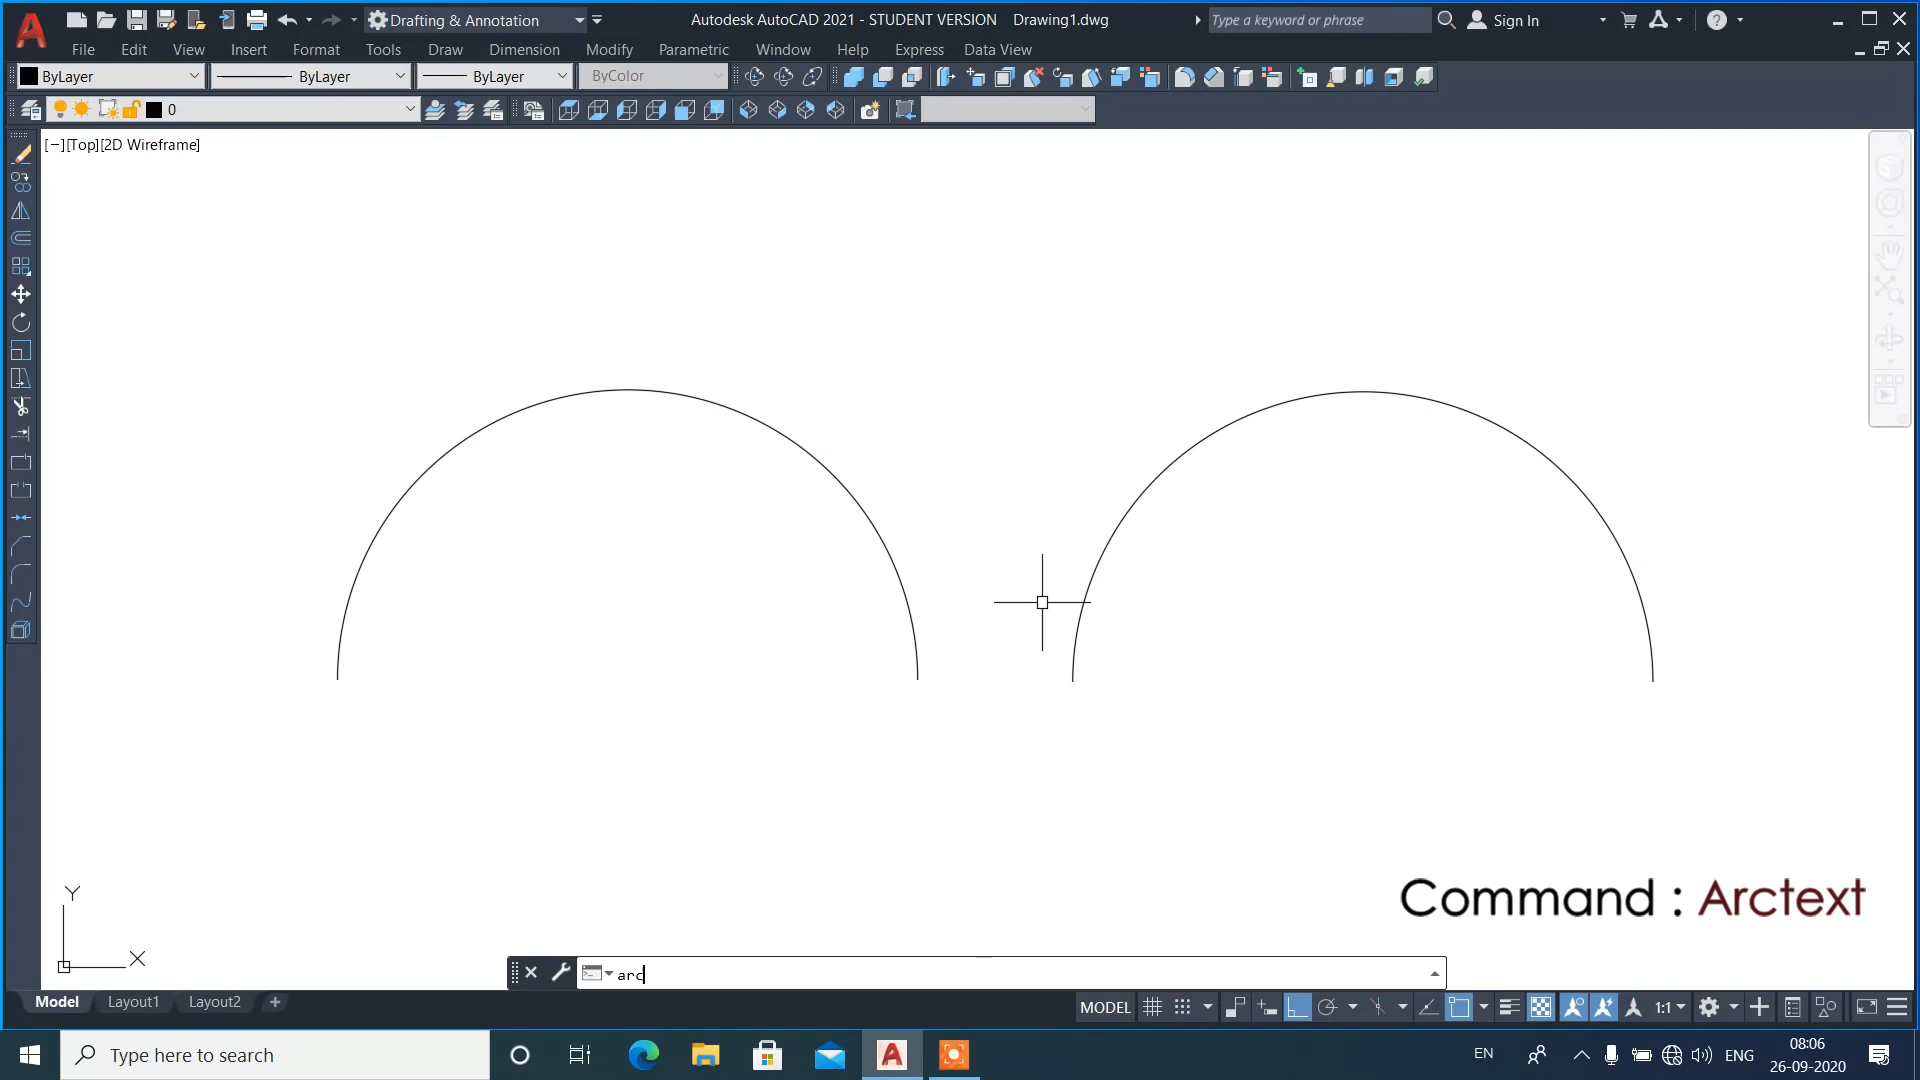 Drafting & Annotation
Autodesk AutoCAD 2021 - STUDENT VERSION Drawing1.dwg
Type a keyword or phrase
Sign In
File Edit View Insert Format Tools Draw Dimension Modify Parametric Window Help Express Data View
ByLayer ByLayer ByLayer ByColor
0
[−][Top][2D Wireframe]
Y
X
Command : Arctext
arc
Model Layout1 Layout2
MODEL 1:1
Type here to search
EN ENG
08:06
26-09-2020